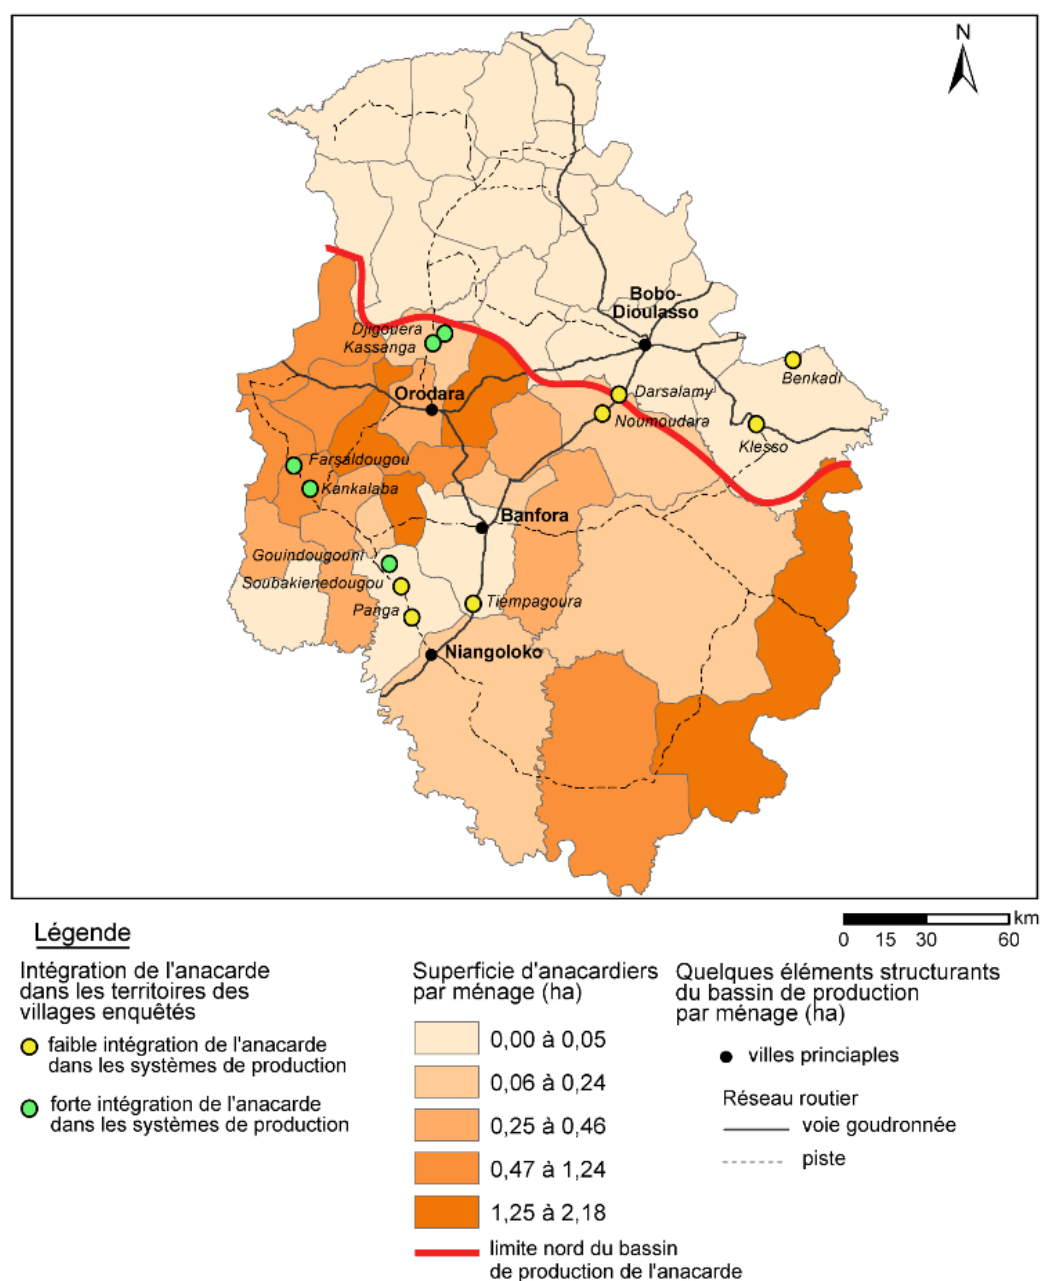 N
Bobo-
Dioulasso
Djigouera
Kassanga
Benkadi
Orodara
Darsalamy
Noumoudara
Klesso
Farsaldougou
Kankalaba
Banfora
Gouindougouni
Soubakienedougou
Tiempagoura
Panga
Niangoloko
km
0 15 30 60
Légende
Intégration de l'anacarde
dans les territoires des
villages enquêtés
faible intégration de l'anacarde
dans les systèmes de production
forte intégration de l'anacarde
dans les systèmes de production
Superficie d'anacardiers
par ménage (ha)
0,00 à 0,05
0,06 à 0,24
0,25 à 0,46
0,47 à 1,24
1,25 à 2,18
limite nord du bassin
de production de l'anacarde
Quelques éléments structurants
du bassin de production
par ménage (ha)
villes princiaples
Réseau routier
voie goudronnée
piste